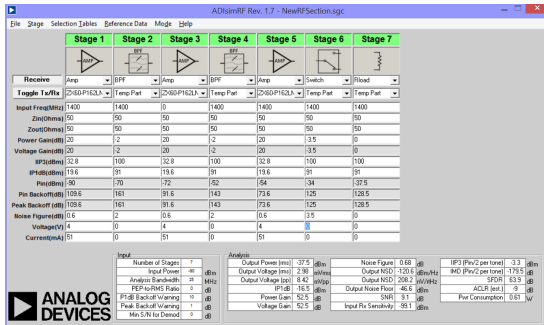 ADIsimRF Rev. 1.7 - NewRFSection.sgc
File Stage Selection Tables Reference Data Mode Help
Stage 1 Stage 2 Stage 3 Stage 4 Stage 5 Stage 6 Stage 7
BPF BPF
AMP AMP AMP
Receive Amp BPF Amp BPF Amp Switch Rload
Toggle Tx/Rx ZX60-P162LN Temp.Part ZX60-P162LN Temp.Part ZX60-P162LN Temp.Part Temp.Part
Input Freq(MHz) 1400 1400 0 1400 1400 1400 1400
Zin(Ohms) 50 50 50 50 50 50 50
Zout(Ohms) 50 50 50 50 50 50 50
Power Gain(dB) 20 -2 20 -2 20 -3.5 0
Voltage Gain(dB) 20 -2 20 -2 20 -3.5 0
IIP3(dBm) 32.8 100 32.8 100 32.8 100 100
IP1dB(dBm) 19.6 91 19.6 91 19.6 91 91
Pin(dBm) -90 -70 -72 -52 -54 -34 -37.5
Pin Backoff(dB) 109.6 161 91.6 143 73.6 125 128.5
Peak Backoff (dB) 109.6 161 91.6 143 73.6 125 128.5
Noise Figure(dB) 0.6 2 0.6 2 0.6 3.5 0
Voltage(V) 4 0 4 0 4 0 0
Current(mA) 51 0 51 0 51 0 0
Input Analysis
Number of Stages 7 Output Power (rms) -37.5 dBm Noise Figure 0.68 dB IIP3 (Pin/2 per tone) -3.3 dBm
Input Power -90 dBm Output Voltage (rms) 2.98 mVrms Output NSD -120.6 dBm/Hz IMD (Pin/2 per tone) -179.5 dBm
Analysis Bandwidth 25 MHz Output Voltage (pp) 8.42 mVpp Output NSD 208.2 nV/rtHz SFDR 63.9 dB
PEP-to-RMS Ratio 0 dB IP1dB -16.5 dBm Output Noise Floor -46.6 dBm ACLR (est.) -9 dB
P1dB Backoff Warning 10 dB Power Gain 52.5 dB SNR 9.1 dB Pwr Consumption 0.61 W
Peak Backoff Warning 1 dB Voltage Gain 52.5 dB Input Rx Sensitivity -99.1 dBm
Min S/N for Demod 0 dB
ANALOG
DEVICES